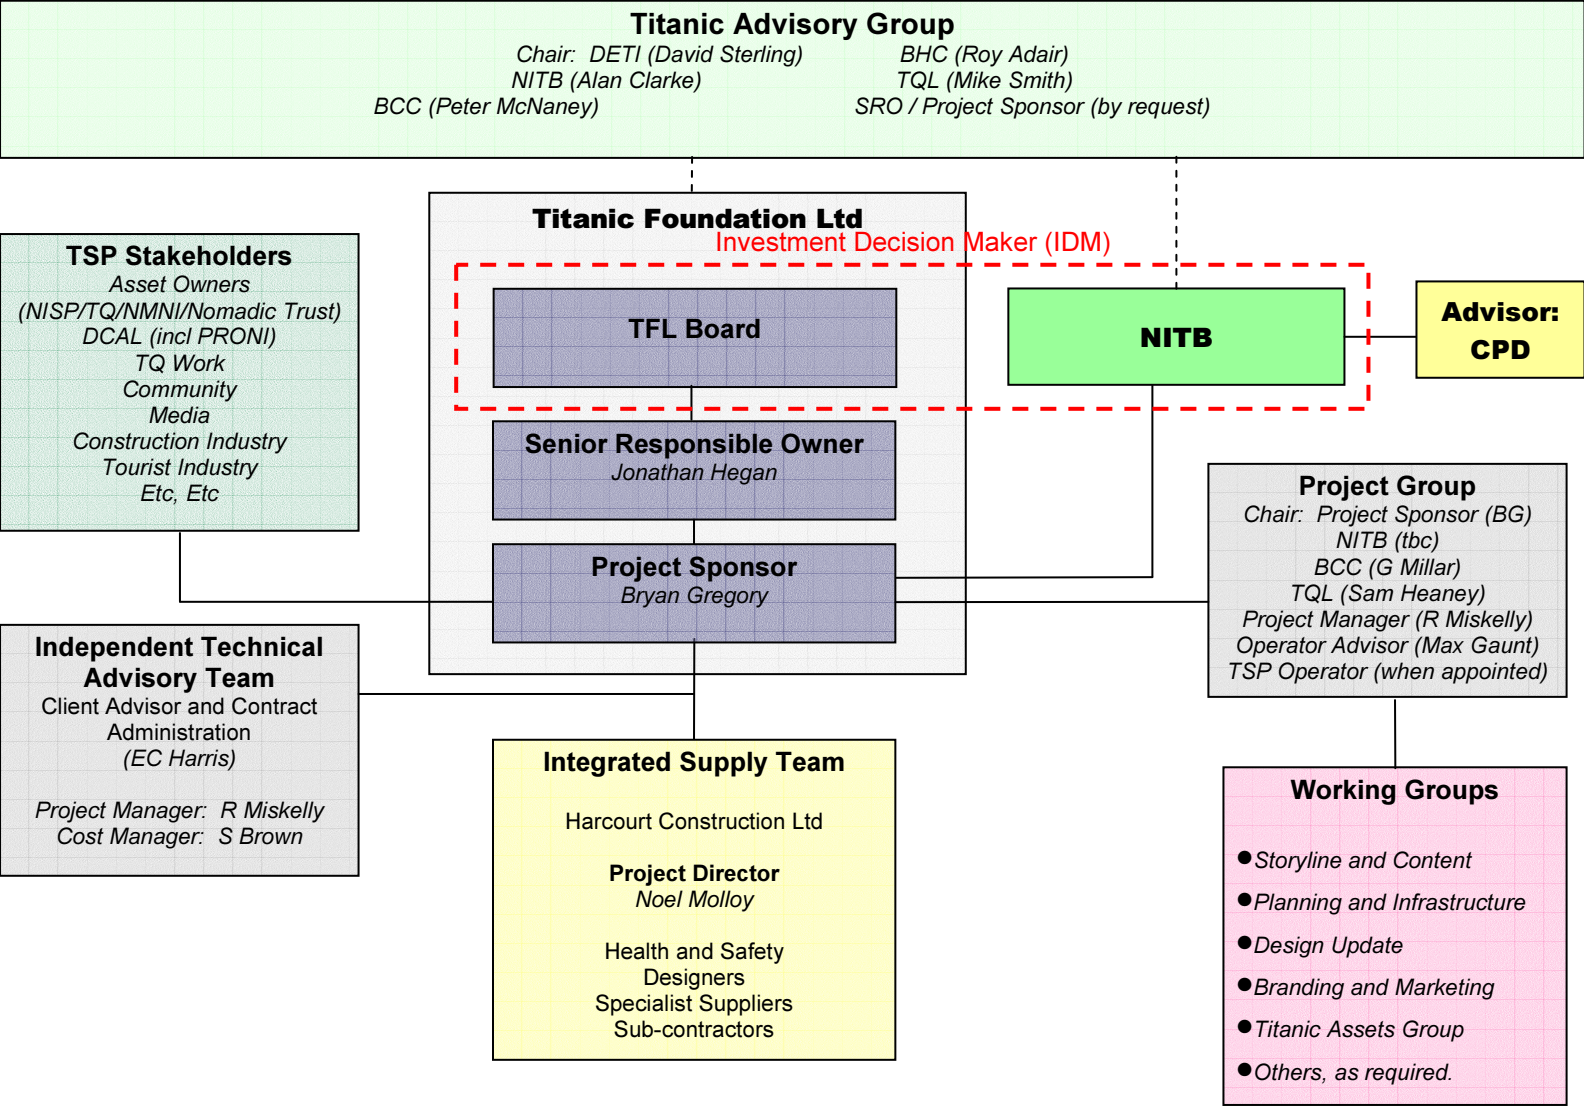 Titanic Advisory Group
Chair: DETI (David Sterling) BHC (Roy Adair)
NITB (Alan Clarke) TQL (Mike Smith)
BCC (Peter McNaney) SRO / Project Sponsor (by request)
Titanic Foundation Ltd
Investment Decision Maker (IDM)
TSP Stakeholders
Asset Owners
(NISP/TQ/NMNI/Nomadic Trust)
DCAL (incl PRONI)
TQ Work
Community
Media
Construction Industry
Tourist Industry
Etc, Etc
TFL Board
NITB
Advisor:
CPD
Senior Responsible Owner
Jonathan Hegan
Project Sponsor
Bryan Gregory
Project Group
Chair: Project Sponsor (BG)
NITB (tbc)
BCC (G Millar)
TQL (Sam Heaney)
Project Manager (R Miskelly)
Operator Advisor (Max Gaunt)
TSP Operator (when appointed)
Independent Technical
Advisory Team
Client Advisor and Contract
Administration
(EC Harris)
Project Manager: R Miskelly
Cost Manager: S Brown
Integrated Supply Team
Harcourt Construction Ltd
Project Director
Noel Molloy
Health and Safety
Designers
Specialist Suppliers
Sub-contractors
Working Groups
●Storyline and Content
●Planning and Infrastructure
●Design Update
●Branding and Marketing
●Titanic Assets Group
●Others, as required.